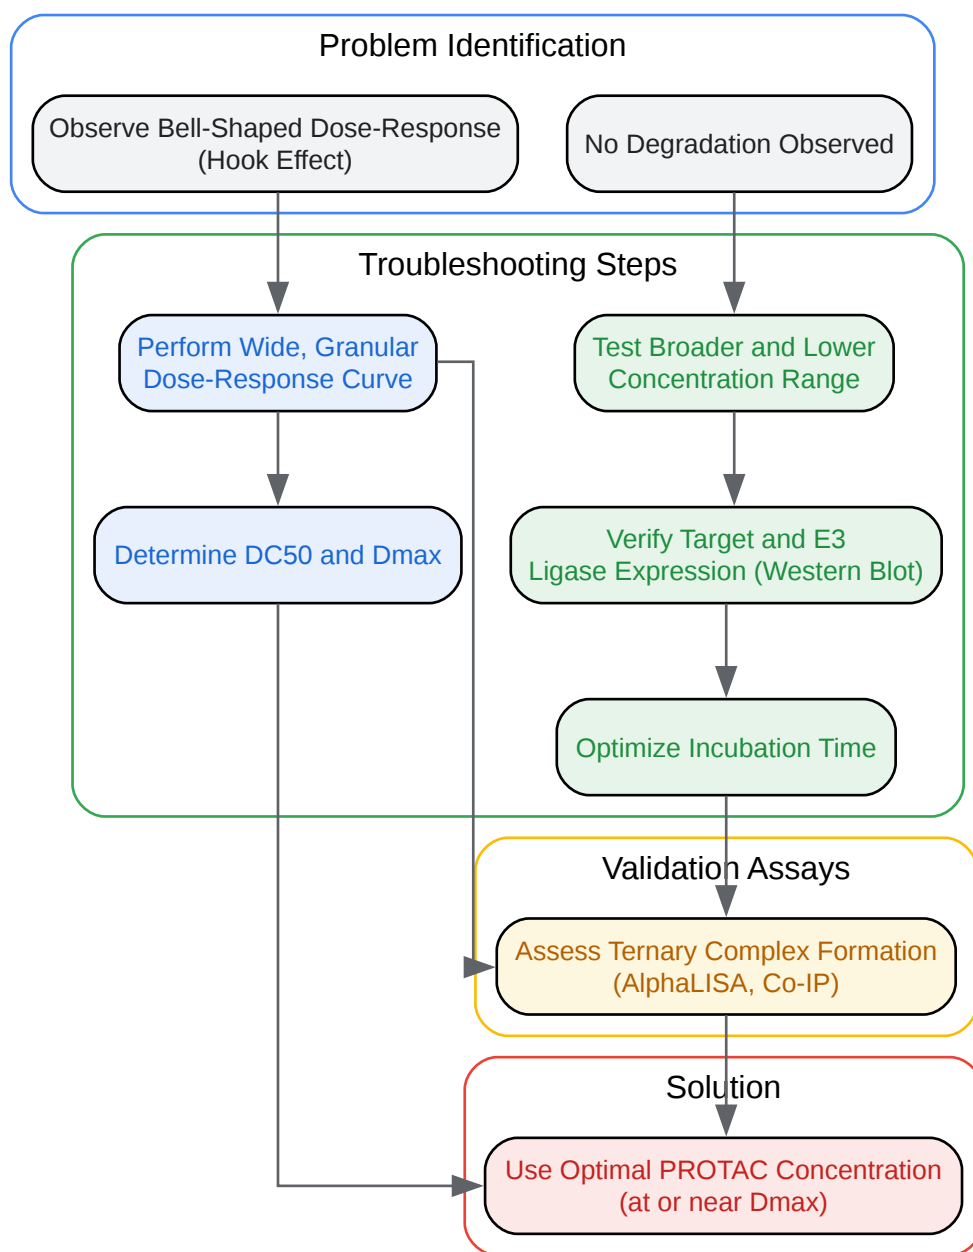 Problem Identification
Observe Bell-Shaped Dose-Response
(Hook Effect)
No Degradation Observed
Troubleshooting Steps
Perform Wide, Granular
Dose-Response Curve
Test Broader and Lower
Concentration Range
Determine DC50 and Dmax
Verify Target and E3
Ligase Expression (Western Blot)
Optimize Incubation Time
Validation Assays
Assess Ternary Complex Formation
(AlphaLISA, Co-IP)
Solution
Use Optimal PROTAC Concentration
(at or near Dmax)